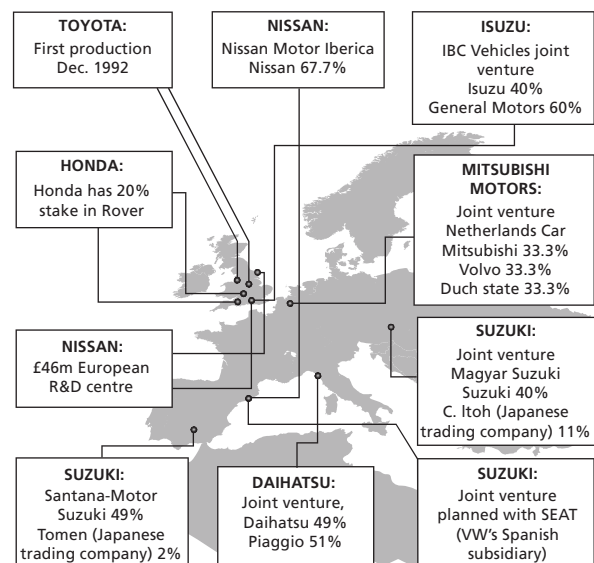 TOYOTA:
First production
Dec. 1992
NISSAN:
Nissan Motor Iberica
Nissan 67.7%
ISUZU:
IBC Vehicles joint
venture
Isuzu 40%
General Motors 60%
HONDA:
Honda has 20%
stake in Rover
MITSUBISHI
MOTORS:
Joint venture
Netherlands Car
Mitsubishi 33.3%
Volvo 33.3%
Duch state 33.3%
NISSAN:
£46m European
R&D centre
SUZUKI:
Joint venture
Magyar Suzuki
Suzuki 40%
C. Itoh (Japanese
trading company) 11%
SUZUKI:
Santana-Motor
Suzuki 49%
Tomen (Japanese
trading company) 2%
DAIHATSU:
Joint venture,
Daihatsu 49%
Piaggio 51%
SUZUKI:
Joint venture
planned with SEAT
(VW's Spanish
subsidiary)